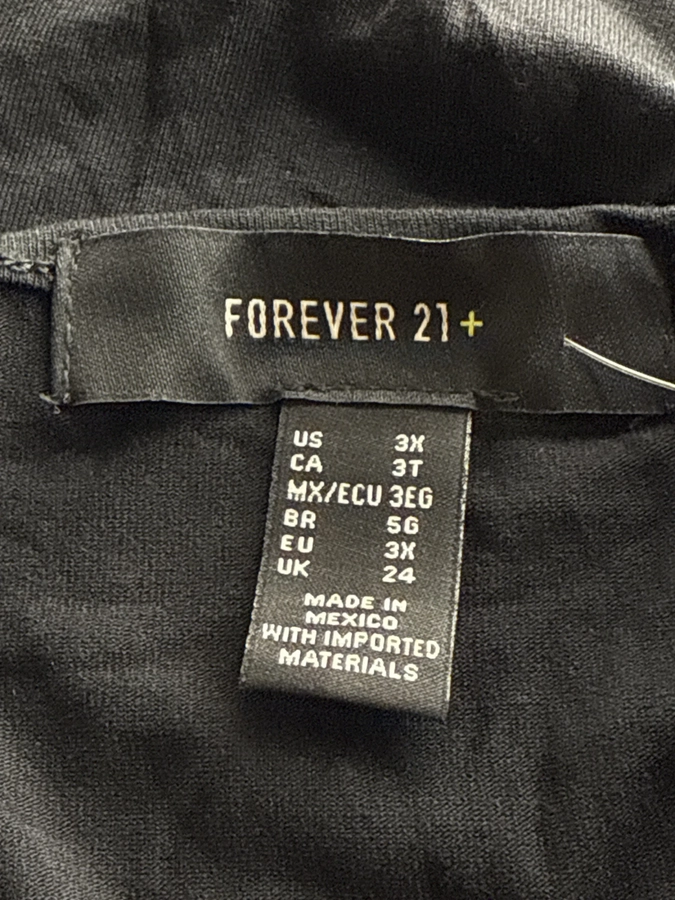 FOREVER 21+
US 3X
CA 3T
MX/ECU 3EG
BR 5G
EU 3X
UK 24
MADE IN
MEXICO
WITH IMPORTED
MATERIALS